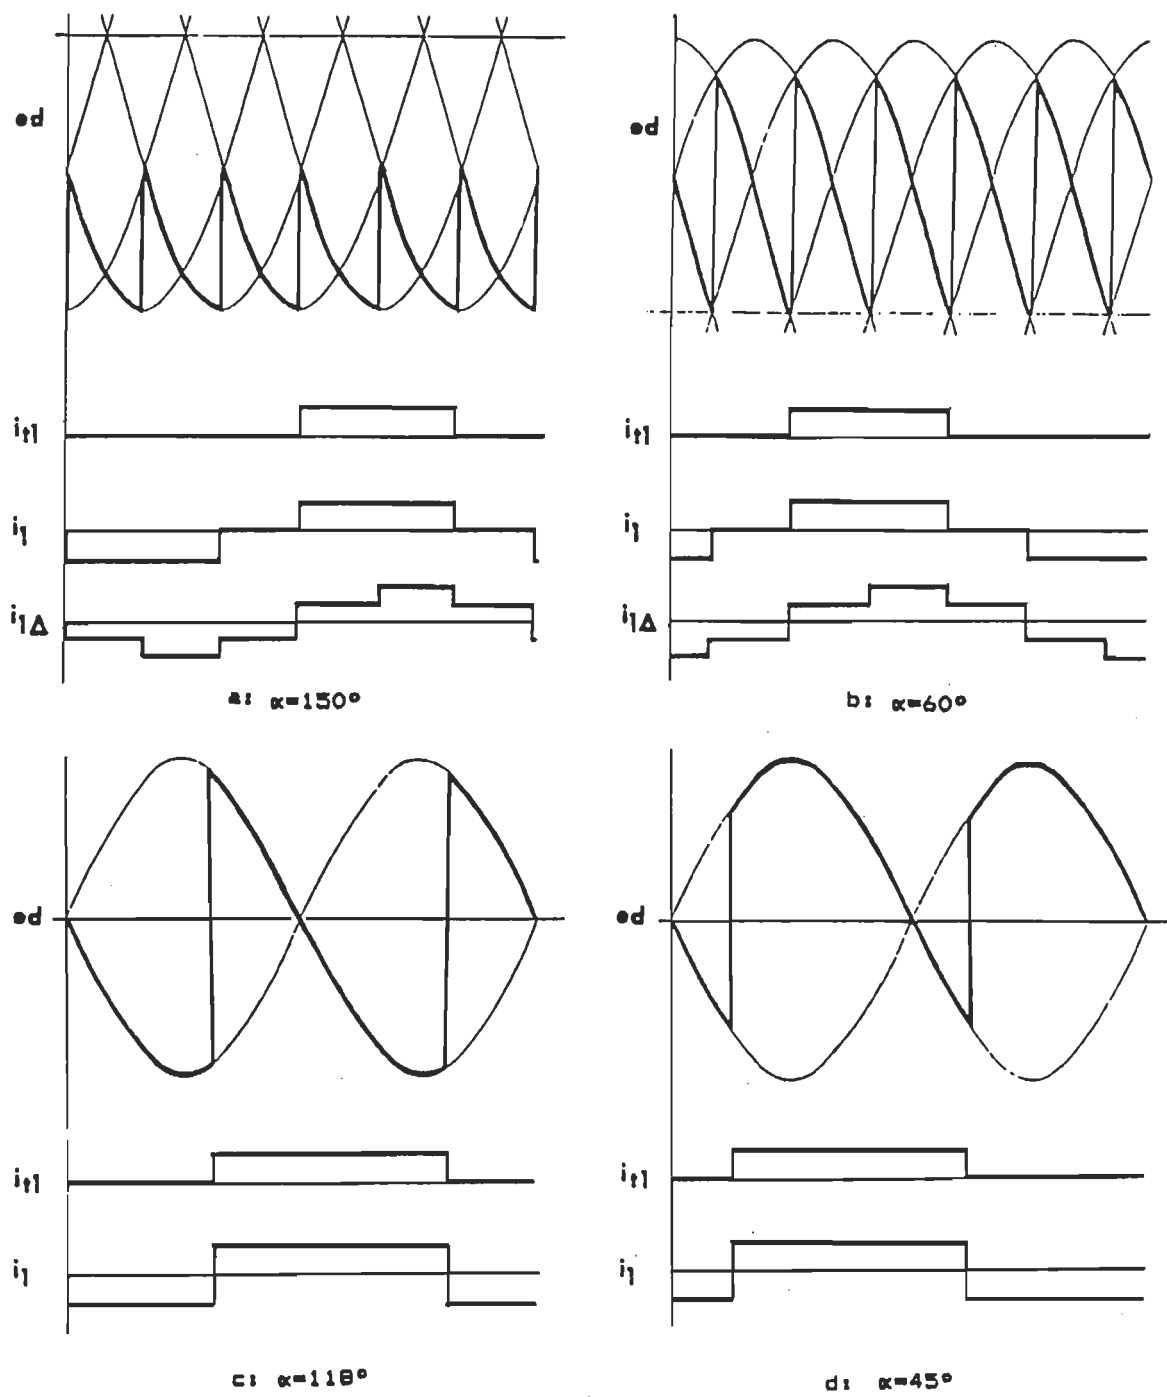 ed
i_t1
i_1
i_1Δ
a: α=150°
ed
i_t1
i_1
i_1Δ
b: α=60°
ed
i_t1
i_1
c: α=118°
ed
i_t1
i_1
d: α=45°